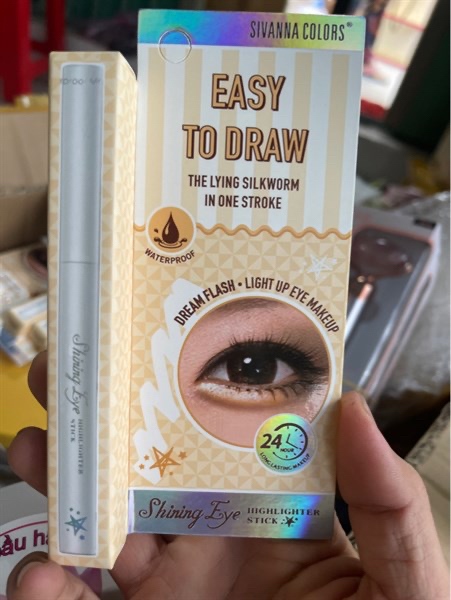 SIVANNA COLORS®
EASY
TO DRAW
THE LYING SILKWORM
IN ONE STROKE
WATERPROOF
DREAM FLASH • LIGHT UP EYE MAKEUP
24
HOUR
LONG LASTING MAKEUP
Shining Eye HIGHLIGHTER
STICK
Shining Eye
HIGHLIGHTER
STICK